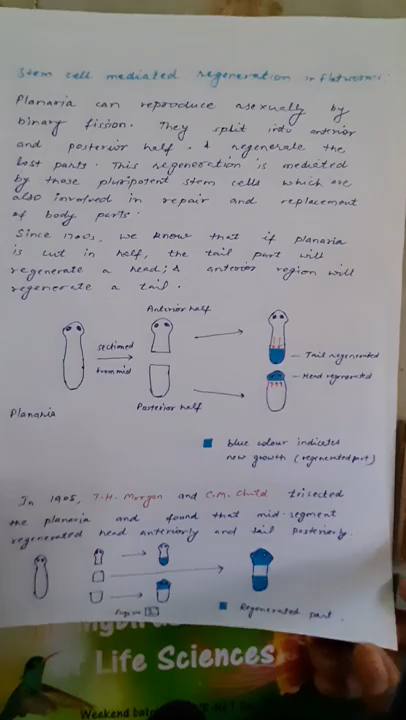 Stem cell mediated regeneration in flatworms:
Planaria can reproduce asexually by
binary fission. They split into anterior
and posterior half. & regenerate the
lost parts. This regeneration is mediated
by those pluripotent stem cells which are
also involved in repair and replacement
of body parts.
Since 1700s, we know that if planaria
is cut in half, the tail part will
regenerate a head; & anterior region will
regenerate a tail.
Anterior half
sectioned
from mid
Tail regenerated
Head regenerated
Planaria
Posterior half
blue colour indicates
new growth (regenerated part)
In 1905, T.H. Morgan and C.M. Child trisected
the planaria and found that mid-segment
regenerated head anteriorly and tail posteriorly.
Regenerated part.
Life Sciences
Weekend